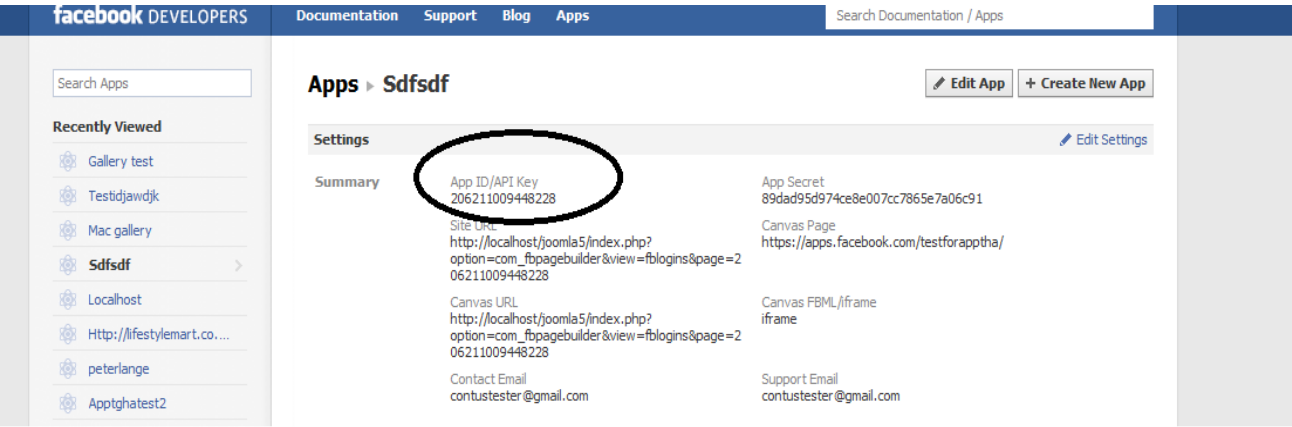 facebook DEVELOPERS
Documentation Support Blog Apps
Search Documentation / Apps
Search Apps
Recently Viewed
Gallery test
Testidjawdjk
Mac gallery
Sdfsdf
Localhost
Http://lifestylemart.co....
peterlange
Apptghatest2
Apps ▸ Sdfsdf
Edit App
+ Create New App
Settings
Edit Settings
Summary
App ID/API Key
206211009448228
App Secret
89dad95d974ce8e007cc7865e7a06c91
Site URL
http://localhost/joomla5/index.php?
option=com_fbpagebuilder&view=fblogins&page=2
06211009448228
Canvas Page
https://apps.facebook.com/testforapptha/
Canvas URL
http://localhost/joomla5/index.php?
option=com_fbpagebuilder&view=fblogins&page=2
06211009448228
Canvas FBML/iframe
iframe
Contact Email
contustester@gmail.com
Support Email
contustester@gmail.com